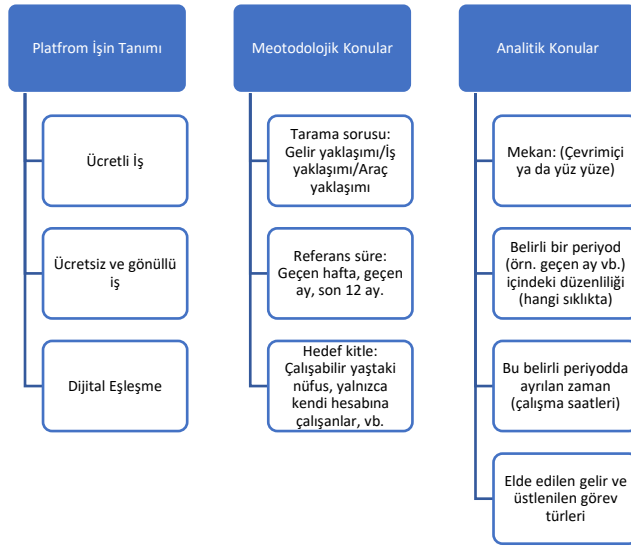 Platfrom İşin Tanımı
Ücretli İş
Ücretsiz ve gönüllü
iş
Dijital Eşleşme
Meotodolojik Konular
Tarama sorusu:
Gelir yaklaşımı/İş
yaklaşımı/Araç
yaklaşımı
Referans süre:
Geçen hafta, geçen
ay, son 12 ay.
Hedef kitle:
Çalışabilir yaştaki
nüfus, yalnızca
kendi hesabına
çalışanlar, vb.
Analitik Konular
Mekan: (Çevrimiçi
ya da yüz yüze)
Belirli bir periyod
(örn. geçen ay vb.)
içindeki düzenliliği
(hangi sıklıkta)
Bu belirli periyodda
ayrılan zaman
(çalışma saatleri)
Elde edilen gelir ve
üstlenilen görev
türleri